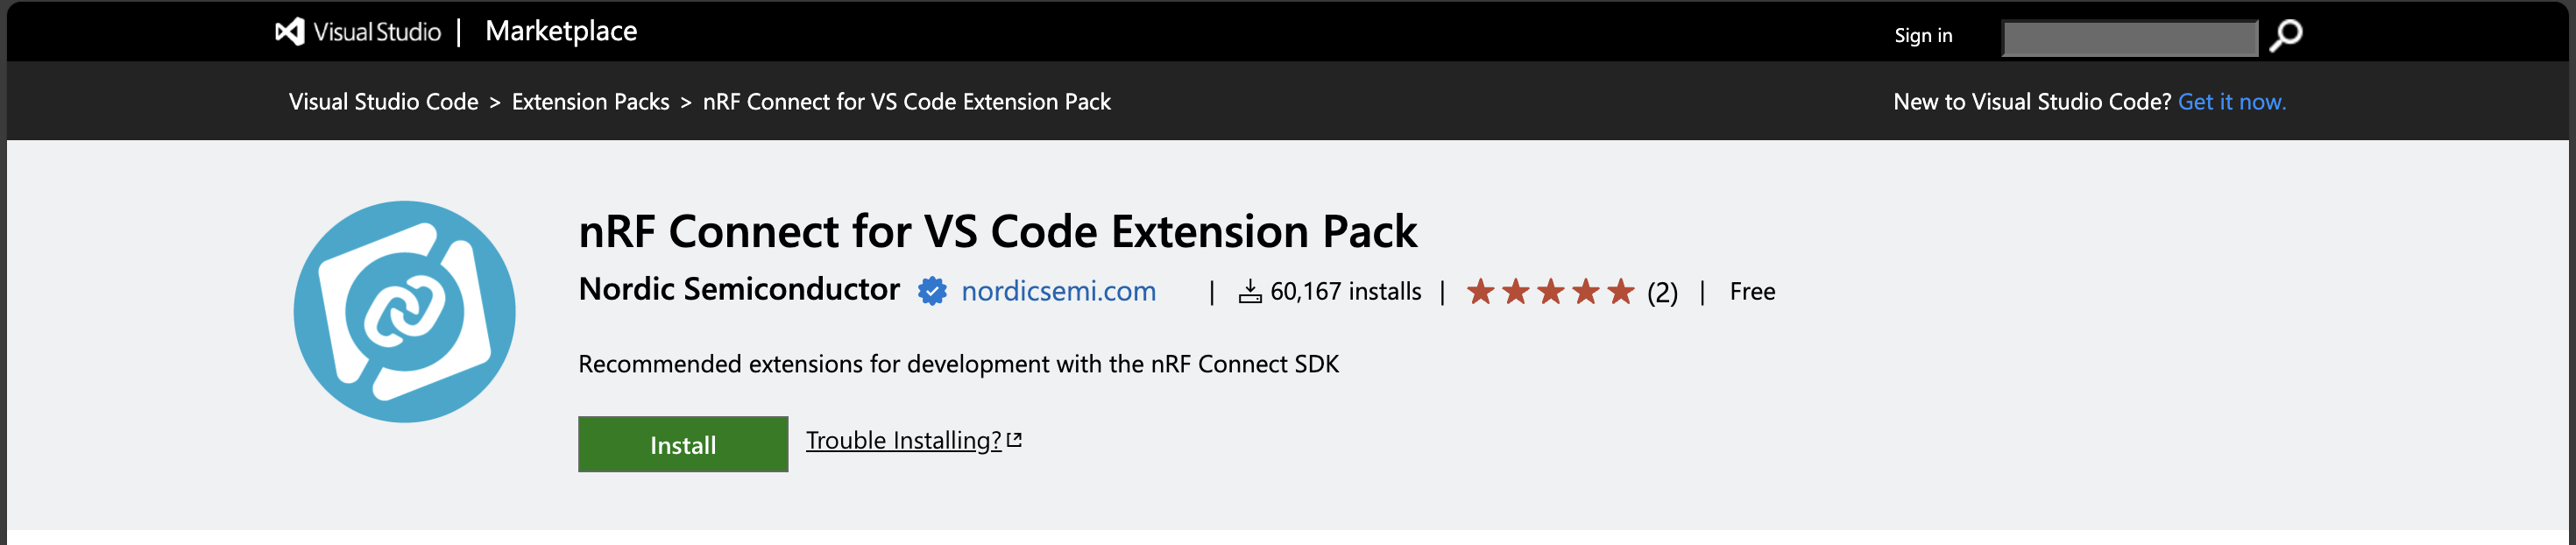 Visual Studio | Marketplace
Sign in
Visual Studio Code > Extension Packs > nRF Connect for VS Code Extension Pack
New to Visual Studio Code? Get it now.
nRF Connect for VS Code Extension Pack
Nordic Semiconductor nordicsemi.com | 60,167 installs | (2) | Free
Recommended extensions for development with the nRF Connect SDK
Install
Trouble Installing?